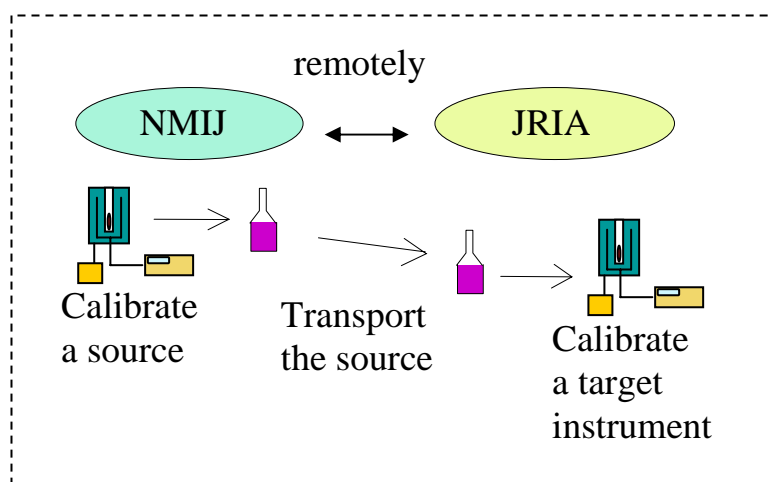 remotely
NMIJ
JRIA
Calibrate
a source
Transport
the source
Calibrate
a target
instrument